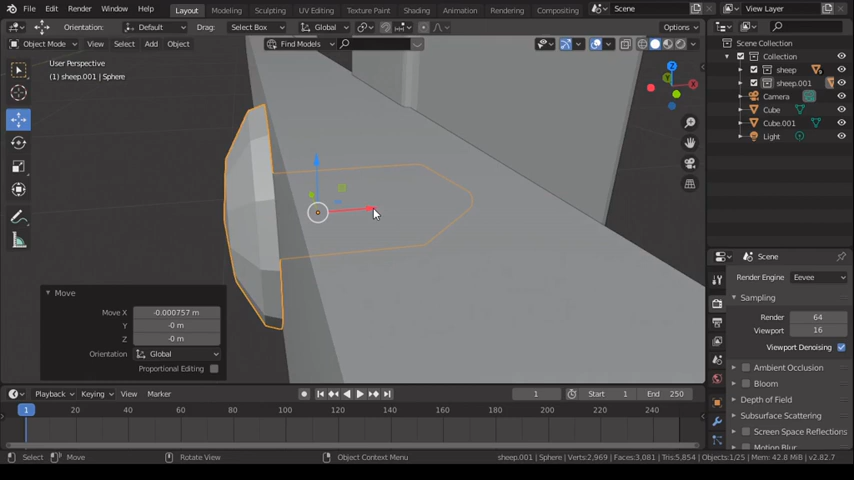 File Edit Render Window Help Layout Modeling Sculpting UV Editing Texture Paint Shading Animation Rendering Compositing Scene View Layer
Orientation: Default Drag: Select Box Global Options
Object Mode View Select Add Object Find Models
User Perspective
(1) sheep.001 | Sphere
Z
Y
X
Scene Collection
Collection
sheep
sheep.001
Camera
Cube
Cube.001
Light
Scene
Render Engine Eevee
Sampling
Render 64
Viewport 16
Viewport Denoising
Ambient Occlusion
Bloom
Depth of Field
Subsurface Scattering
Screen Space Reflections
Motion Blur
Move
Move X -0.000757 m
Y -0 m
Z -0 m
Orientation Global
Proportional Editing
Playback Keying View Marker 1 Start 1 End 250
1 20 40 60 80 100 120 140 160 180 200 220 240
Select Move Rotate View Object Context Menu sheep.001 | Sphere | Verts:2,969 | Faces:3,081 | Tris:5,854 | Objects:1/25 | Mem: 42.8 MiB | v2.82.7